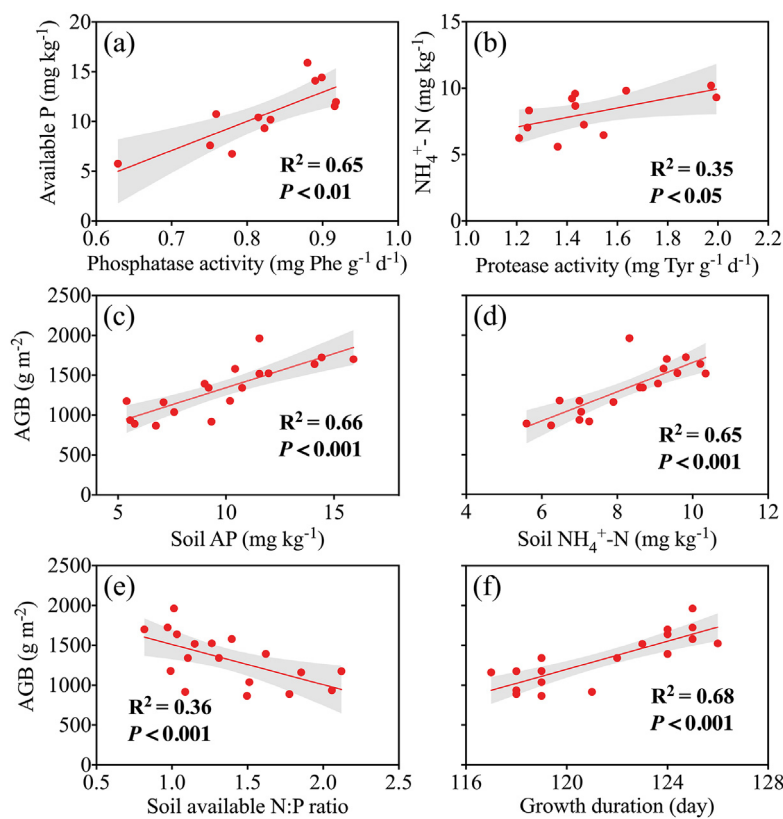 (a)
Available P (mg kg⁻¹)
20
15
10
5
0
0.6 0.7 0.8 0.9 1.0
Phosphatase activity (mg Phe g⁻¹ d⁻¹)
R² = 0.65
P < 0.01
(b)
NH₄⁺- N (mg kg⁻¹)
15
10
5
0
1.0 1.2 1.4 1.6 1.8 2.0 2.2
Protease activity (mg Tyr g⁻¹ d⁻¹)
R² = 0.35
P < 0.05
(c)
AGB (g m⁻²)
2500
2000
1500
1000
500
0
5 10 15
Soil AP (mg kg⁻¹)
R² = 0.66
P < 0.001
(d)
4 6 8 10 12
Soil NH₄⁺-N (mg kg⁻¹)
R² = 0.65
P < 0.001
(e)
AGB (g m⁻²)
2500
2000
1500
1000
500
0
0.5 1.0 1.5 2.0 2.5
Soil available N:P ratio
R² = 0.36
P < 0.001
(f)
116 120 124 128
Growth duration (day)
R² = 0.68
P < 0.001